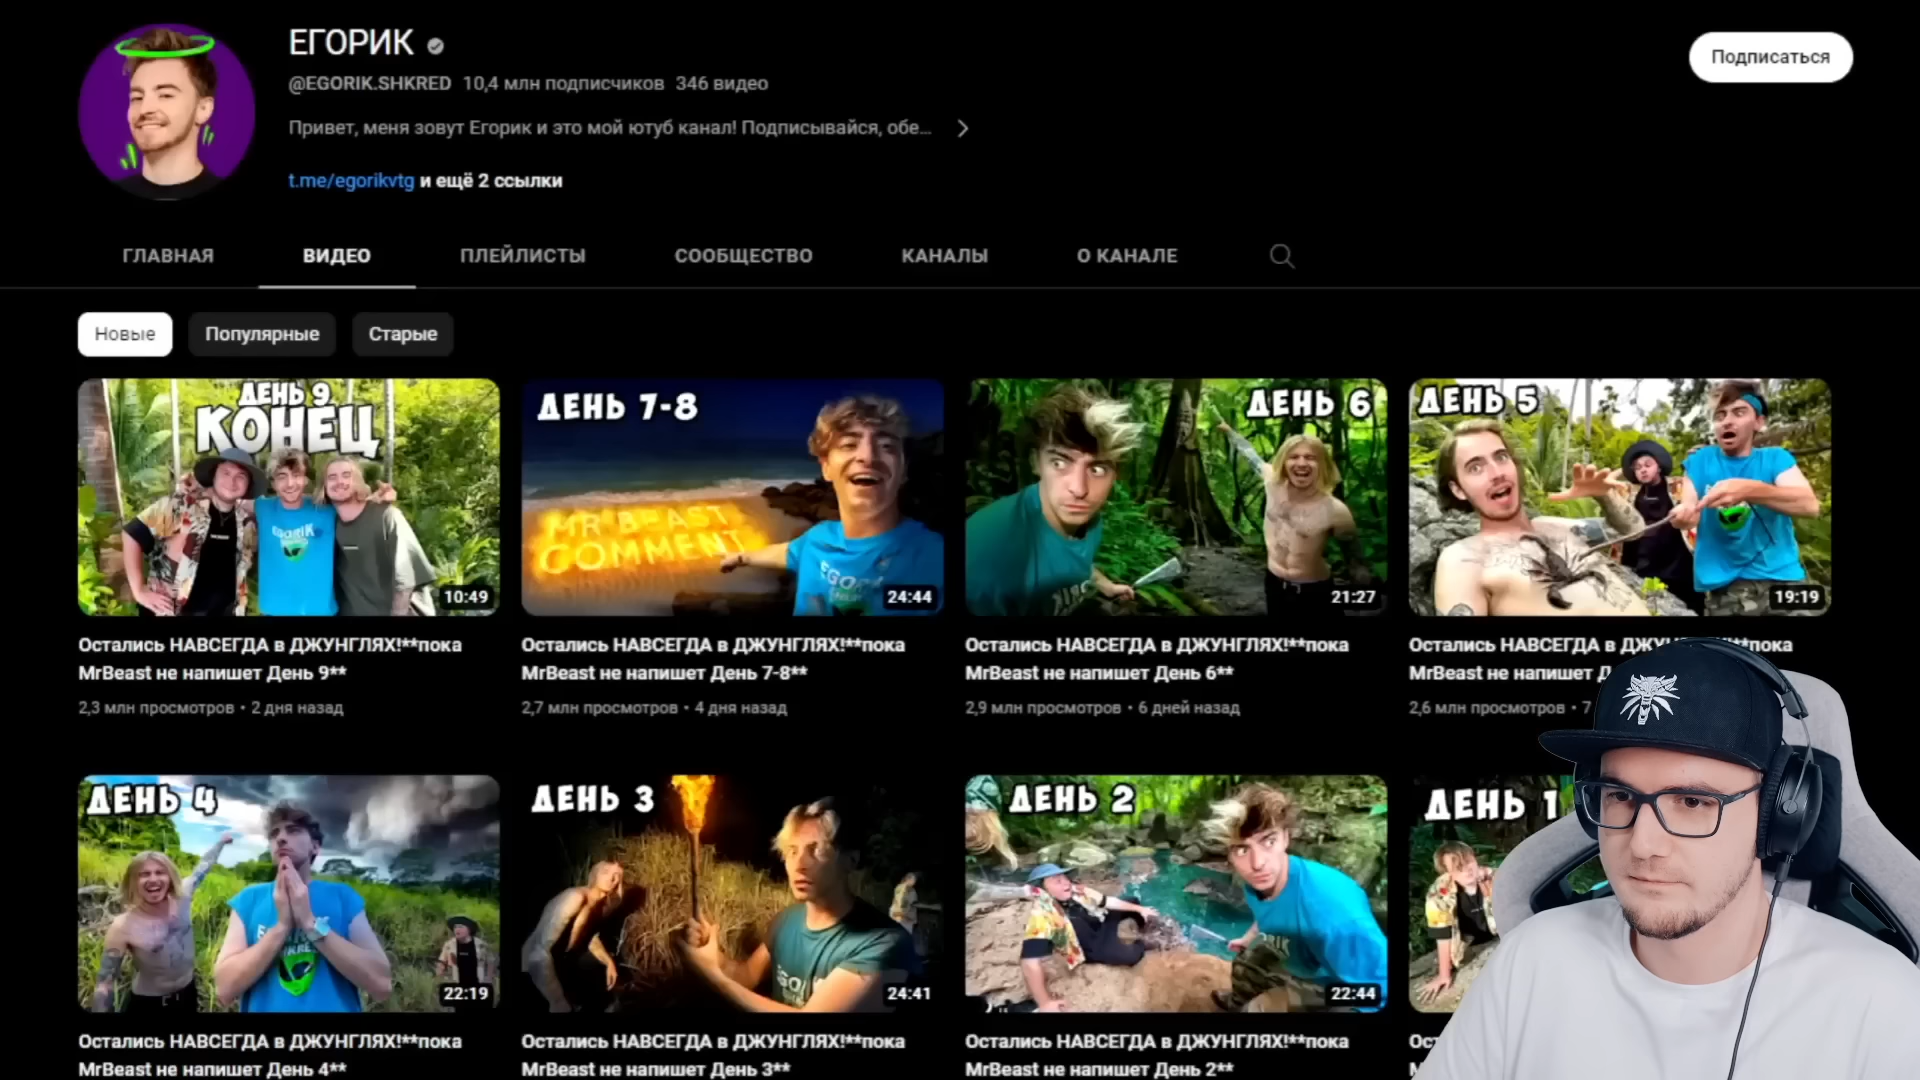 ЕГОРИК
@EGORIK.SHKRED 10,4 млн подписчиков 346 видео
Привет, меня зовут Егорик и это мой ютуб канал! Подписывайся, обе...
t.me/egorikvtg и ещё 2 ссылки
Подписаться
ГЛАВНАЯ ВИДЕО ПЛЕЙЛИСТЫ СООБЩЕСТВО КАНАЛЫ О КАНАЛЕ
Новые Популярные Старые
ДЕНЬ 9
КОНЕЦ
EGORIK
10:49
Остались НАВСЕГДА в ДЖУНГЛЯХ!**пока
MrBeast не напишет День 9**
2,3 млн просмотров • 2 дня назад
ДЕНЬ 7-8
MR BEAST
COMMENT
24:44
Остались НАВСЕГДА в ДЖУНГЛЯХ!**пока
MrBeast не напишет День 7-8**
2,7 млн просмотров • 4 дня назад
ДЕНЬ 6
21:27
Остались НАВСЕГДА в ДЖУНГЛЯХ!**пока
MrBeast не напишет День 6**
2,9 млн просмотров • 6 дней назад
ДЕНЬ 5
19:19
Остались НАВСЕГДА в пока
MrBeast не напишет
2,6 млн просмотров • 7
ДЕНЬ 4
22:19
Остались НАВСЕГДА в ДЖУНГЛЯХ!**пока
MrBeast не напишет День 4**
ДЕНЬ 3
24:41
Остались НАВСЕГДА в ДЖУНГЛЯХ!**пока
MrBeast не напишет День 3**
ДЕНЬ 2
22:44
Остались НАВСЕГДА в ДЖУНГЛЯХ!**пока
MrBeast не напишет День 2**
ДЕНЬ 1